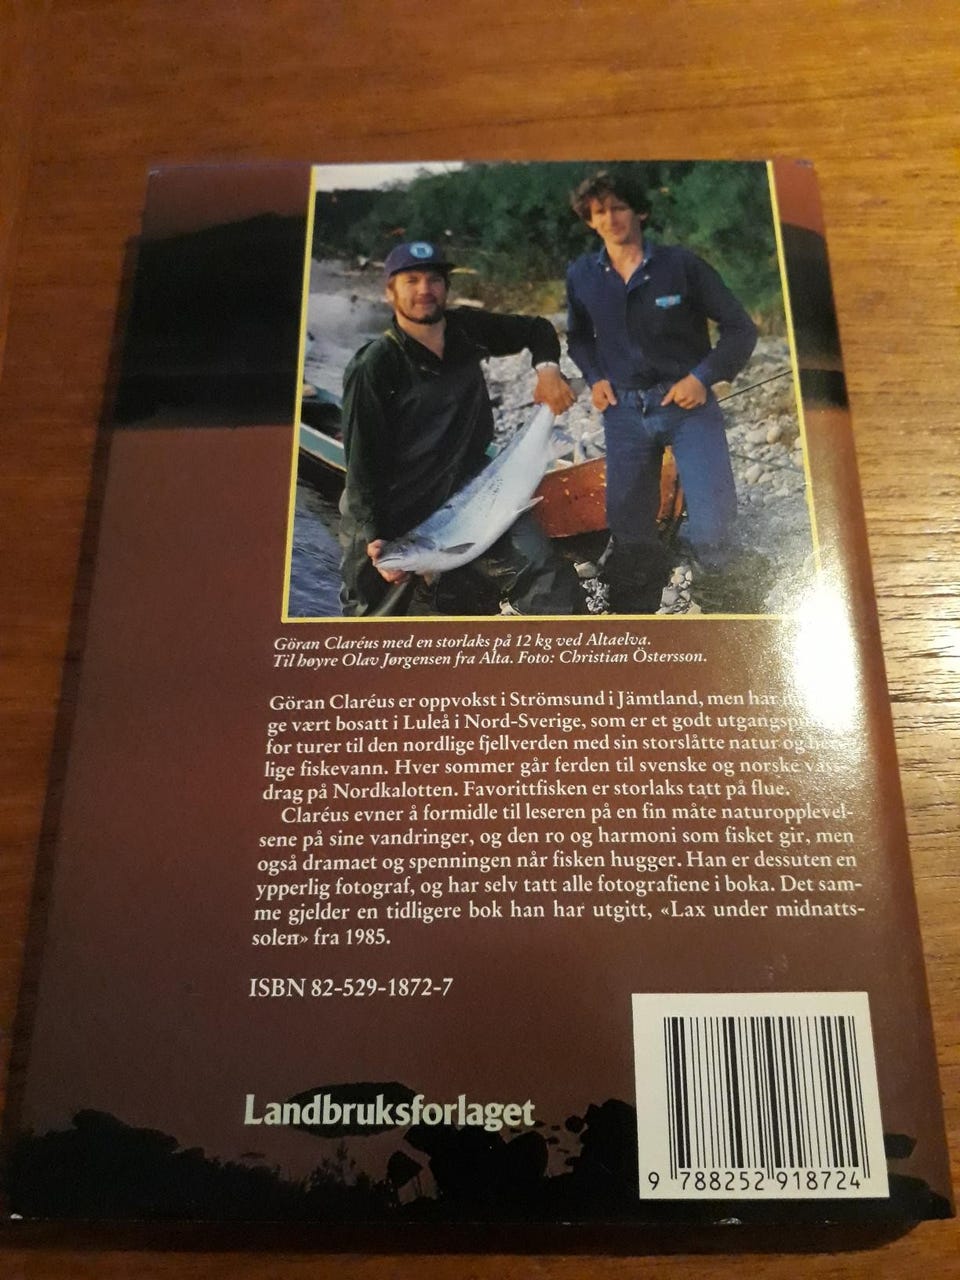 Göran Claréus med en storlaks på 12 kg ved Altaelva.
Til høyre Olav Jørgensen fra Alta. Foto: Christian Östersson.
Göran Claréus er oppvokst i Strömsund i Jämtland, men har
ge vært bosatt i Luleå i Nord-Sverige, som er et godt
for turer til den nordlige fjellverden med sin storslåtte natur og
lige fiskevann. Hver sommer går ferden til svenske og norske vass-
drag på Nordkalotten. Favorittfisken er storlaks tatt på flue.
Claréus evner å formidle til leseren på en fin måte naturopplevel-
sene på sine vandringer, og den ro og harmoni som fisket gir, men
også dramaet og spenningen når fisken hugger. Han er dessuten en
ypperlig fotograf, og har selv tatt alle fotografiene i boka. Det sam-
me gjelder en tidligere bok han har utgitt, «Lax under midnatts-
solen» fra 1985.
ISBN 82-529-1872-7
Landbruksforlaget
9 788252 918724